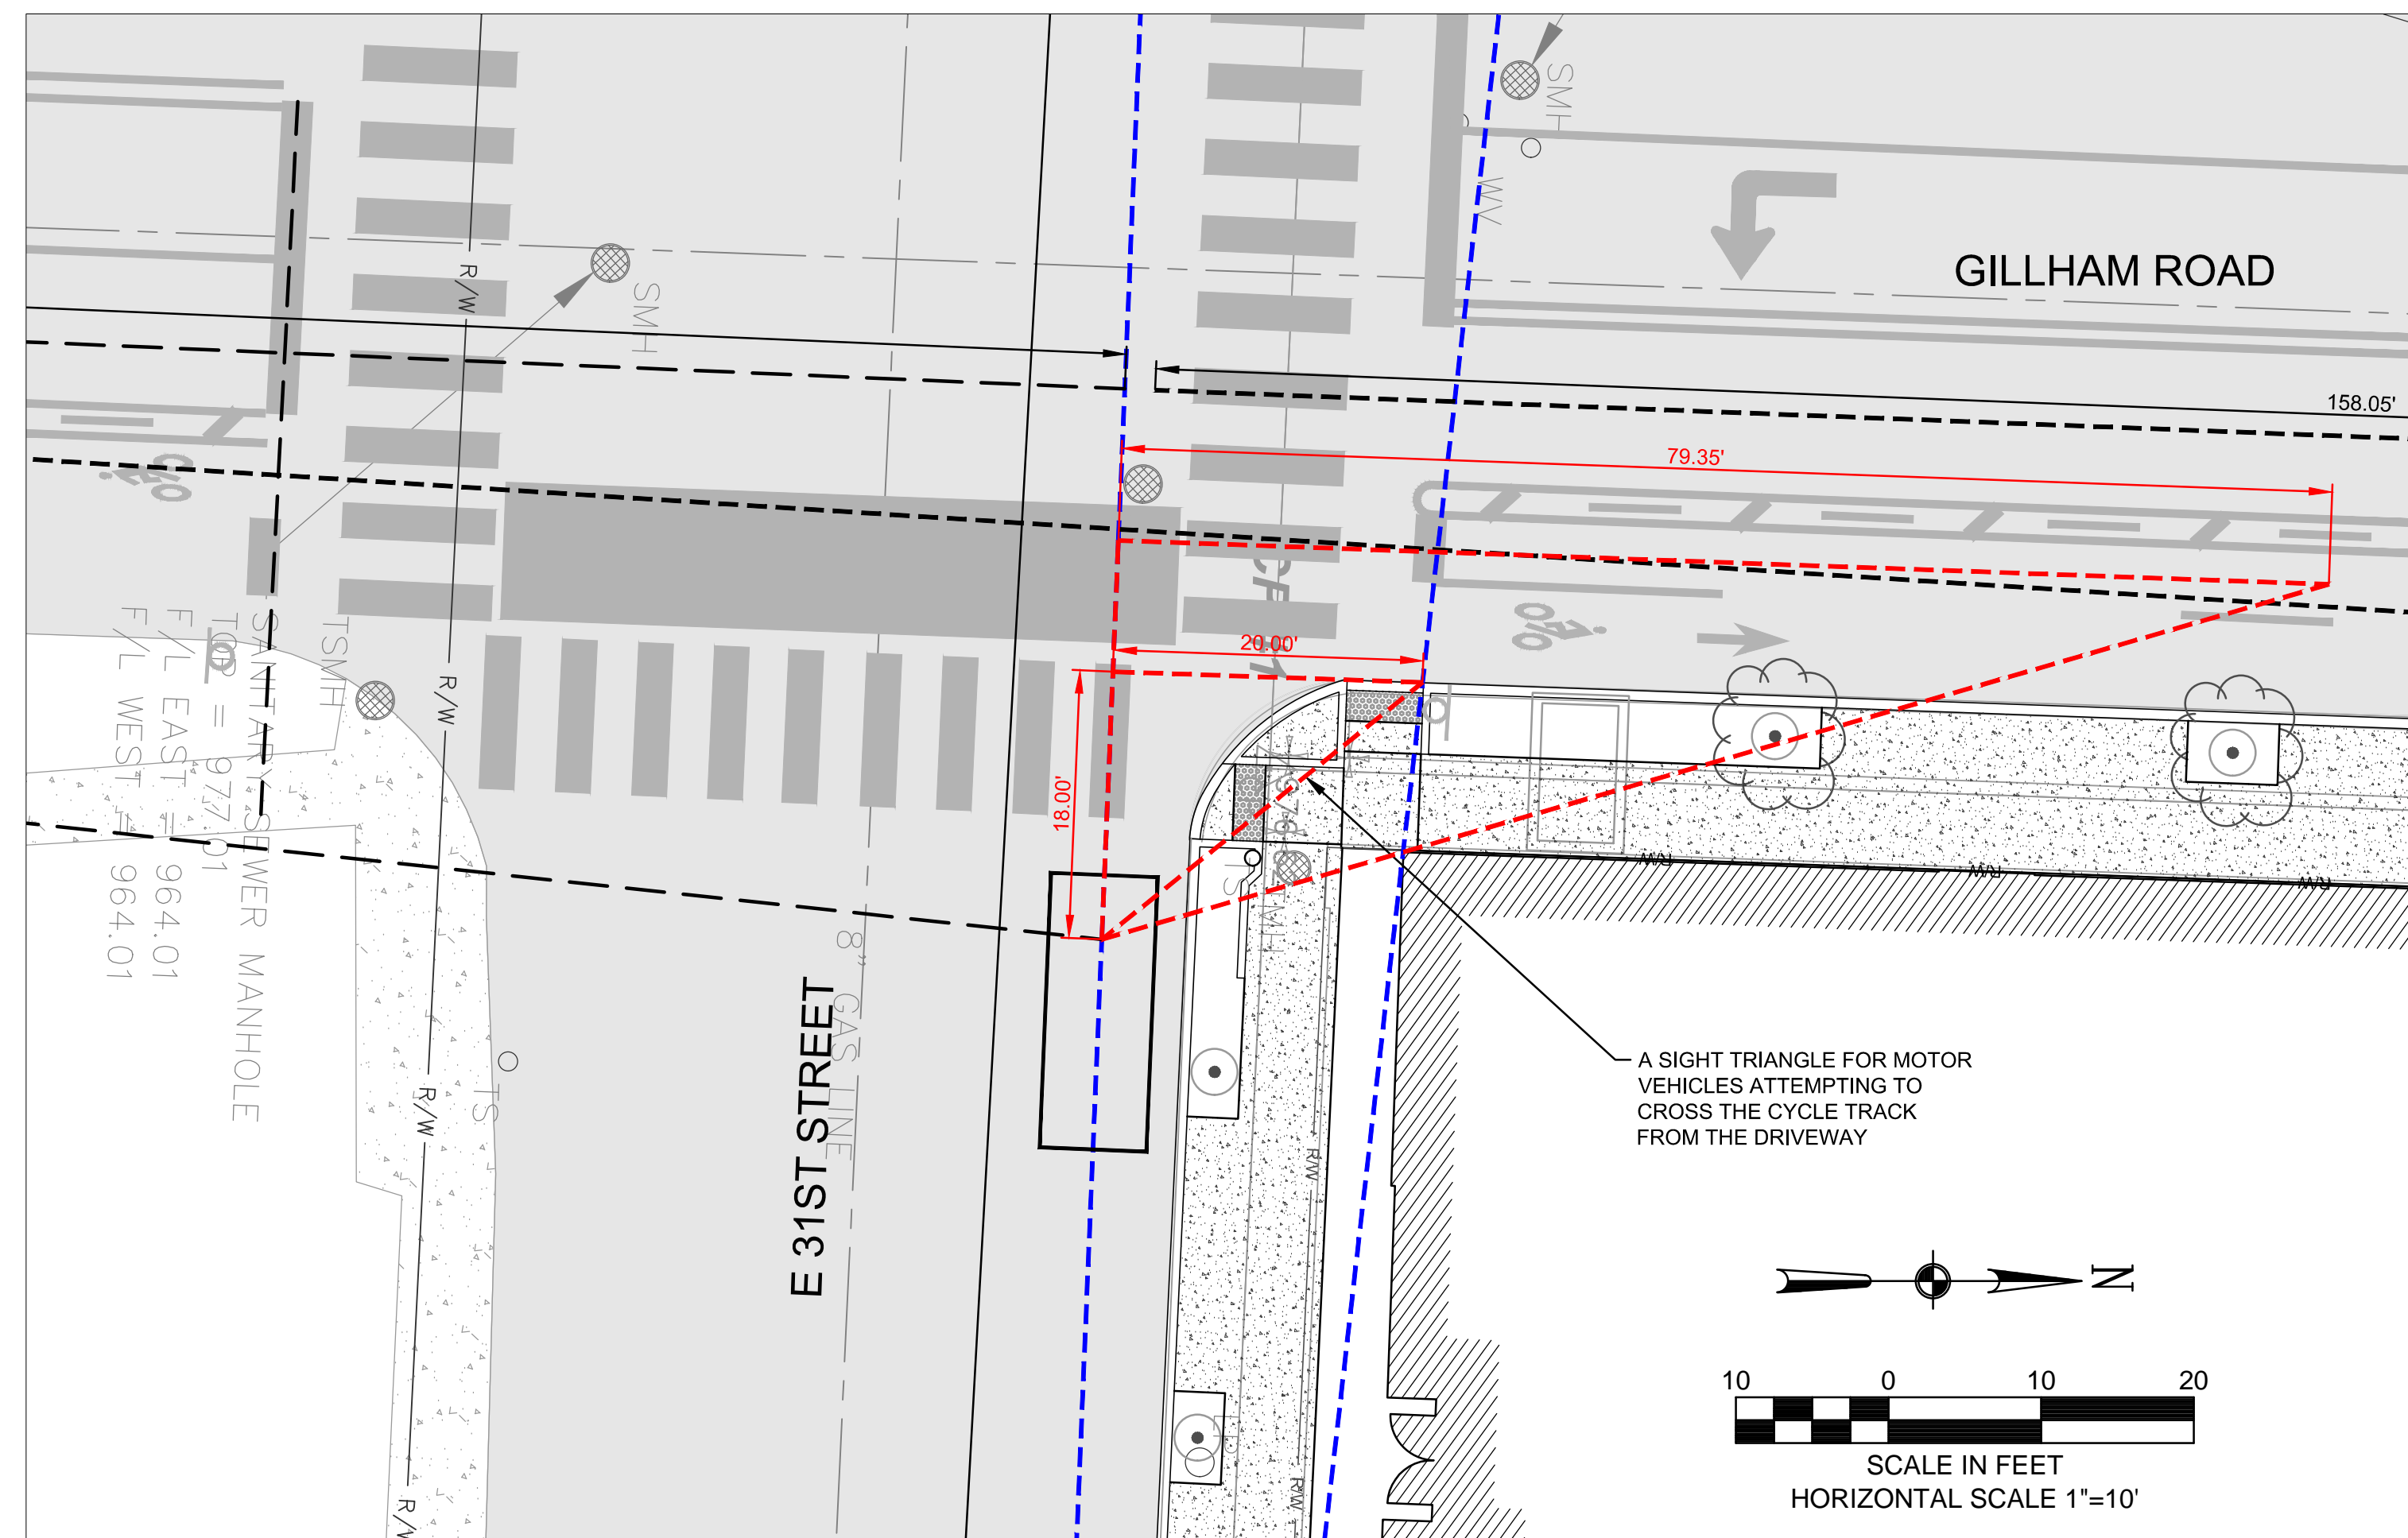 SMH
WV
R/W
SMH
GILLHAM ROAD
158.05'
79.35'
20.00'
18.00'
TSMH
SANITARY SEWER MANHOLE
TOP = 977.01
F/L EAST = 964.01
F/L WEST = 964.01
R/W
R/W
R/W
R/W
R/W
TS
TS
R/W
R/W
R/W
8" GAS LINE
E 31ST STREET
A SIGHT TRIANGLE FOR MOTOR
VEHICLES ATTEMPTING TO
CROSS THE CYCLE TRACK
FROM THE DRIVEWAY
N
10 0 10 20
SCALE IN FEET
HORIZONTAL SCALE 1"=10'